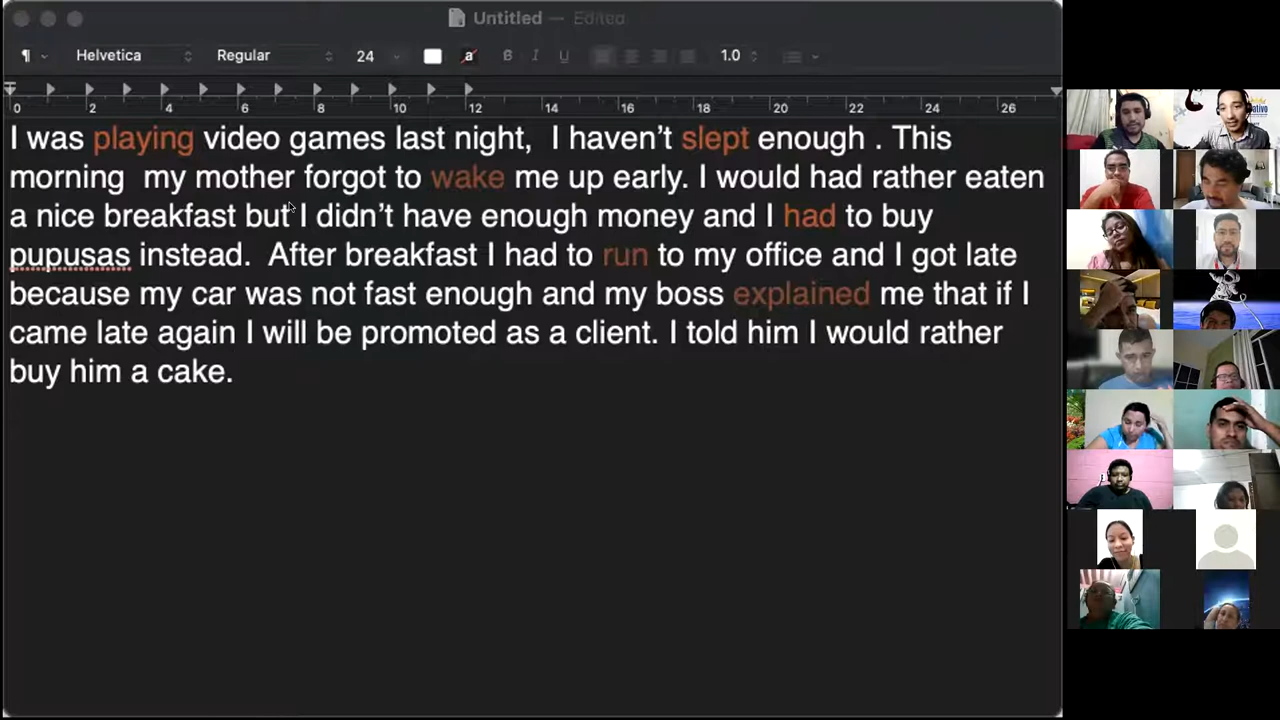 Untitled — Edited
¶ Helvetica Regular 24 a B I U 1.0
0 2 4 6 8 10 12 14 16 18 20 22 24 26
I was playing video games last night,  I haven’t slept enough . This
morning  my mother forgot to wake me up early. I would had rather eaten
a nice breakfast but I didn’t have enough money and I had to buy
pupusas instead.  After breakfast I had to run to my office and I got late
because my car was not fast enough and my boss explained me that if I
came late again I will be promoted as a client. I told him I would rather
buy him a cake.